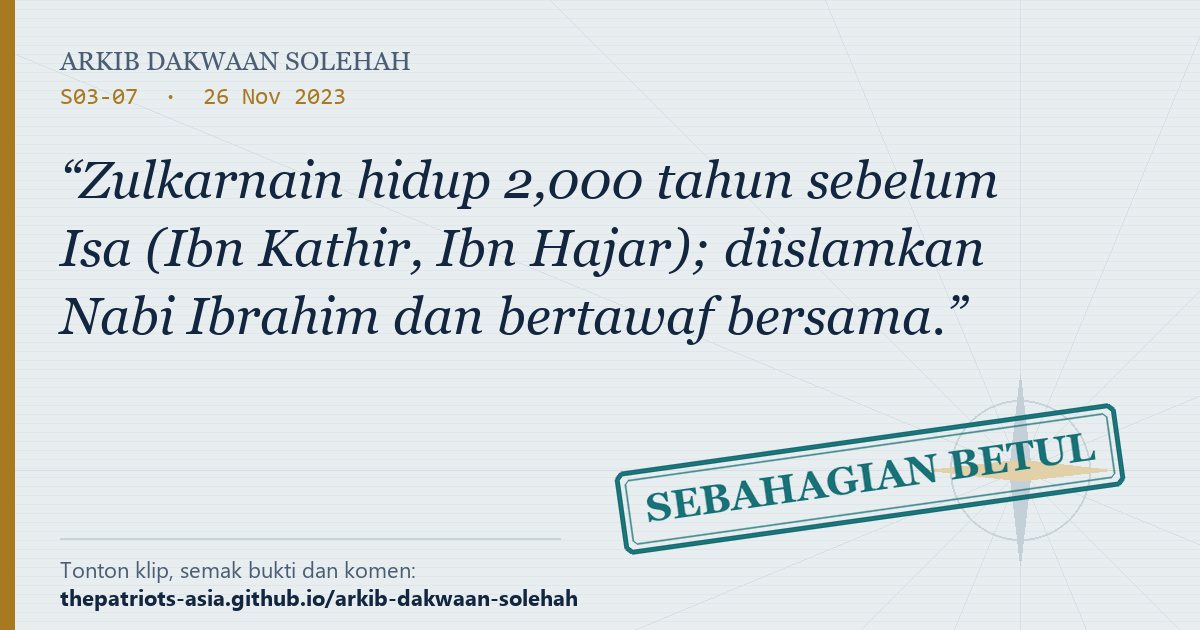 ARKIB DAKWAAN SOLEHAH
S03-07 · 26 Nov 2023
“Zulkarnain hidup 2,000 tahun sebelum
Isa (Ibn Kathir, Ibn Hajar); diislamkan
Nabi Ibrahim dan bertawaf bersama.”
SEBAHAGIAN BETUL
Tonton klip, semak bukti dan komen:
thepatriots-asia.github.io/arkib-dakwaan-solehah